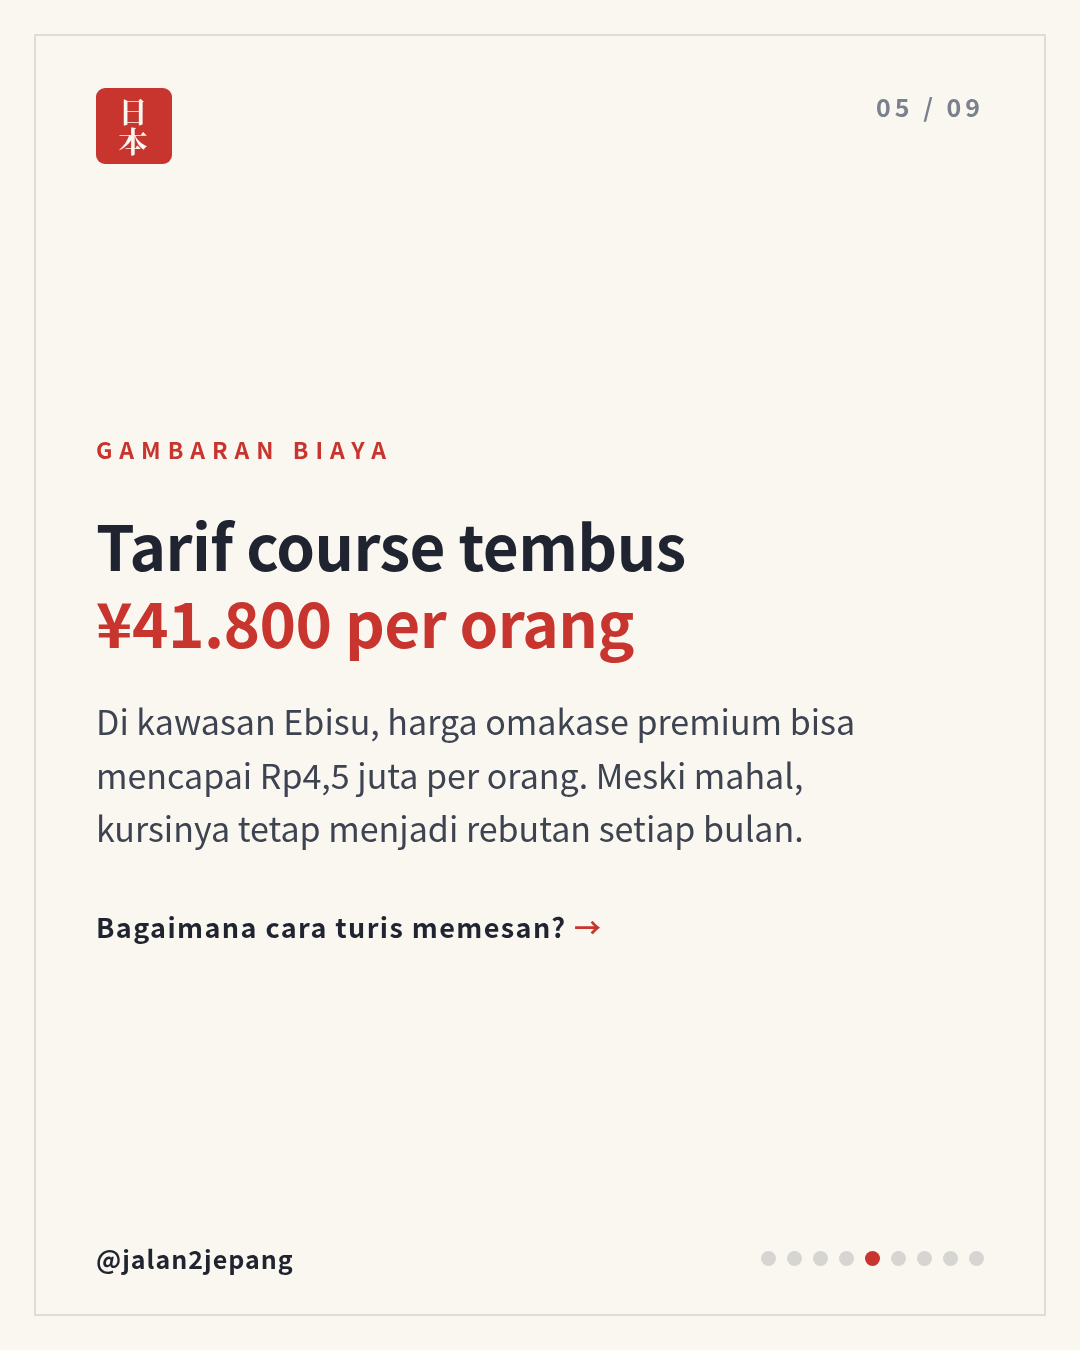 日
本
05 / 09
GAMBARAN BIAYA
Tarif course tembus
¥41.800 per orang
Di kawasan Ebisu, harga omakase premium bisa
mencapai Rp4,5 juta per orang. Meski mahal,
kursinya tetap menjadi rebutan setiap bulan.
Bagaimana cara turis memesan? →
@jalan2jepang